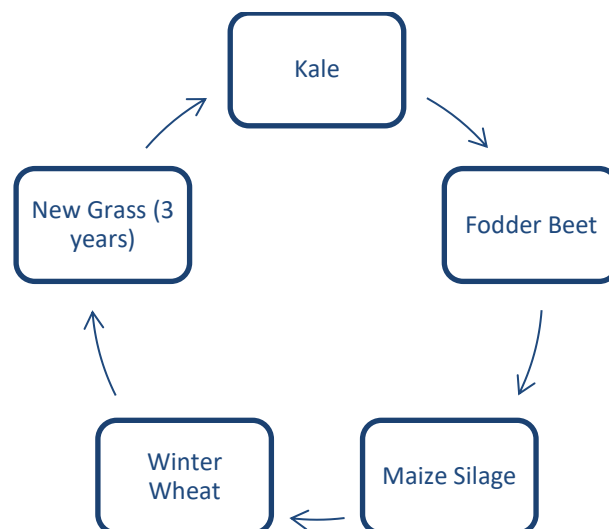 Kale
Fodder Beet
Maize Silage
Winter
Wheat
New Grass (3
years)